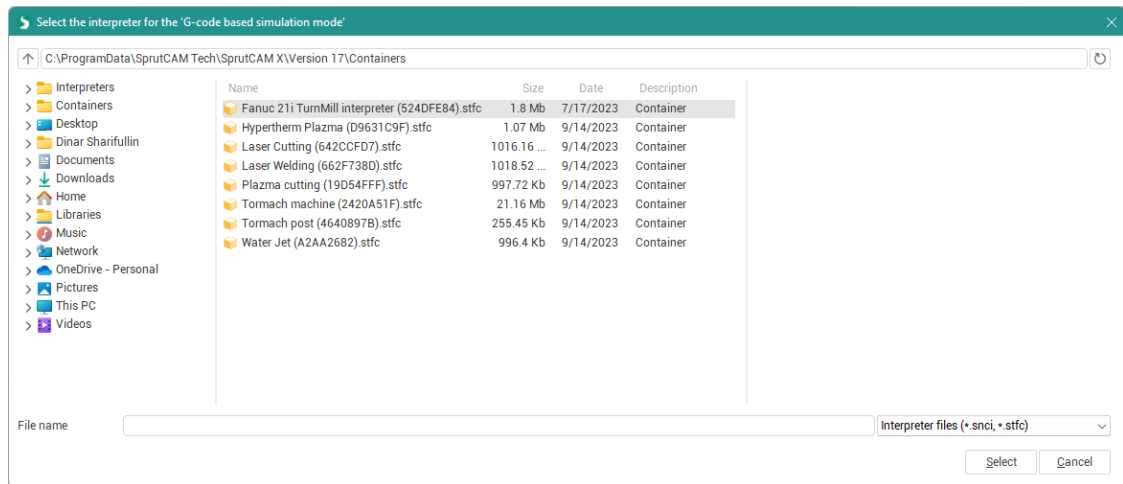 Select the interpreter for the 'G-code based simulation mode'
C:\ProgramData\SprutCAM Tech\SprutCAM X\Version 17\Containers
Interpreters
Containers
Desktop
Dinar Sharifullin
Documents
Downloads
Home
Libraries
Music
Network
OneDrive - Personal
Pictures
This PC
Videos
Name Size Date Description
Fanuc 21i TurnMill interpreter (524DFE84).stfc 1.8 Mb 7/17/2023 Container
Hypertherm Plasma (D9631C9F).stfc 1.07 Mb 9/14/2023 Container
Laser Cutting (642CCFD7).stfc 1016.16 ... 9/14/2023 Container
Laser Welding (662F738D).stfc 1018.52 ... 9/14/2023 Container
Plasma cutting (19D54FFF).stfc 997.72 Kb 9/14/2023 Container
Tormach machine (2420A51F).stfc 21.16 Mb 9/14/2023 Container
Tormach post (4640897B).stfc 255.45 Kb 9/14/2023 Container
Water Jet (A2AA2682).stfc 996.4 Kb 9/14/2023 Container
File name
Interpreter files (*.snci, *.stfc)
Select Cancel